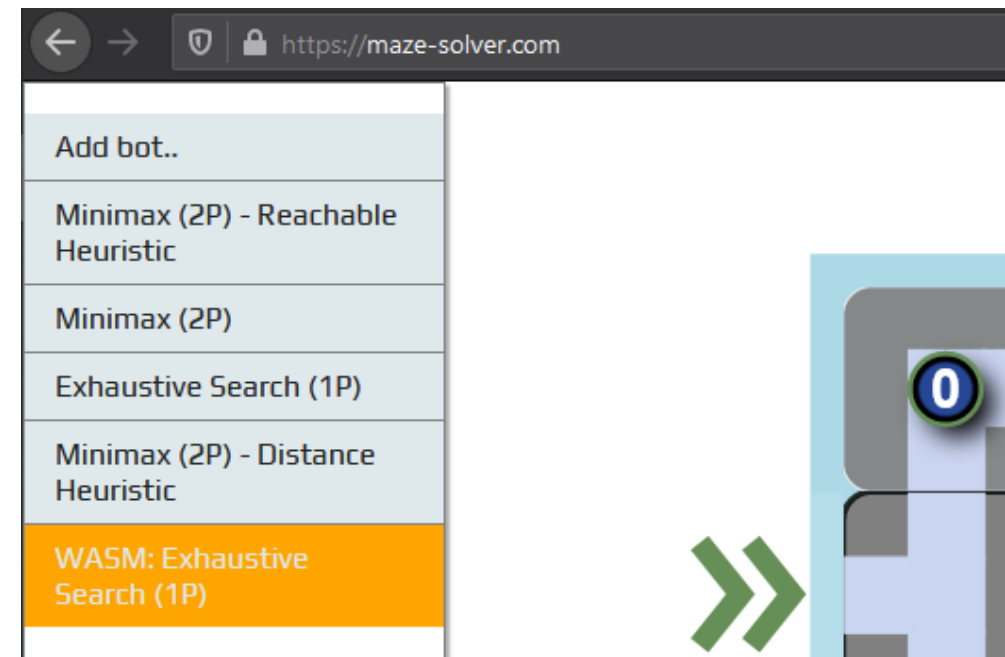 https://maze-solver.com
Add bot..
Minimax (2P) - Reachable
Heuristic
Minimax (2P)
Exhaustive Search (1P)
Minimax (2P) - Distance
Heuristic
WASM: Exhaustive
Search (1P)
0